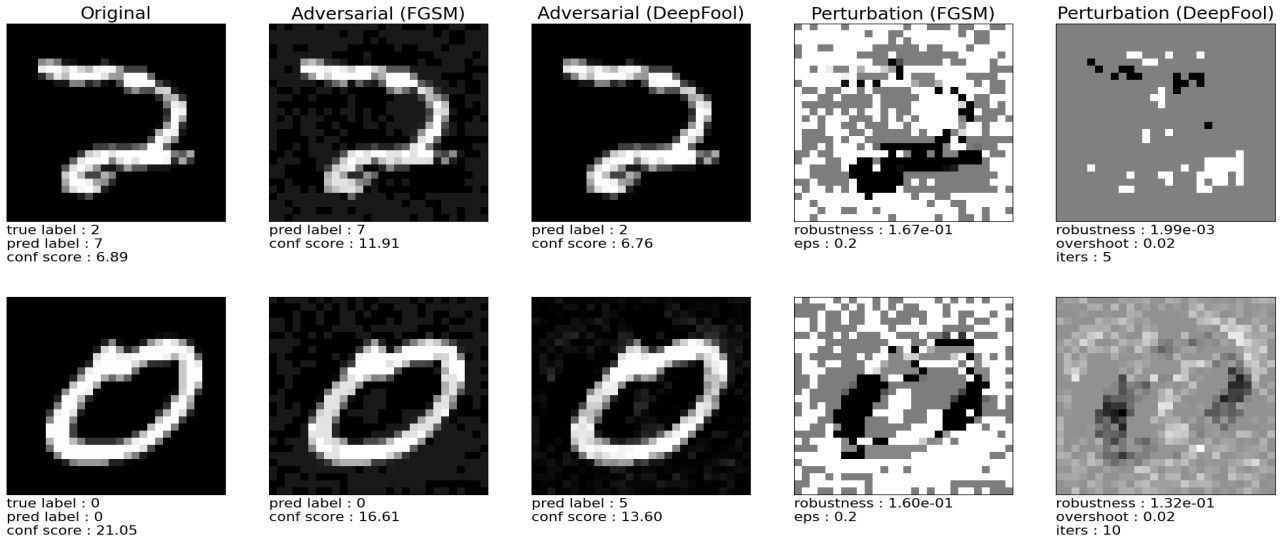 Original
Adversarial (FGSM)
Adversarial (DeepFool)
Perturbation (FGSM)
Perturbation (DeepFool)
true label : 2
pred label : 7
conf score : 6.89
pred label : 7
conf score : 11.91
pred label : 2
conf score : 6.76
robustness : 1.67e-01
eps : 0.2
robustness : 1.99e-03
overshoot : 0.02
iters : 5
true label : 0
pred label : 0
conf score : 21.05
pred label : 0
conf score : 16.61
pred label : 5
conf score : 13.60
robustness : 1.60e-01
eps : 0.2
robustness : 1.32e-01
overshoot : 0.02
iters : 10